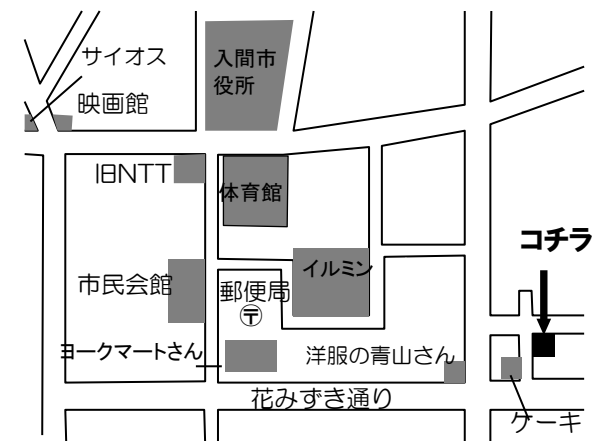 サイオス
映画館
入間市
役所
旧NTT
体育館
コチラ
市民会館
郵便局
〒
イルミン
ヨークマートさん
洋服の青山さん
花みずき通り
ケーキ